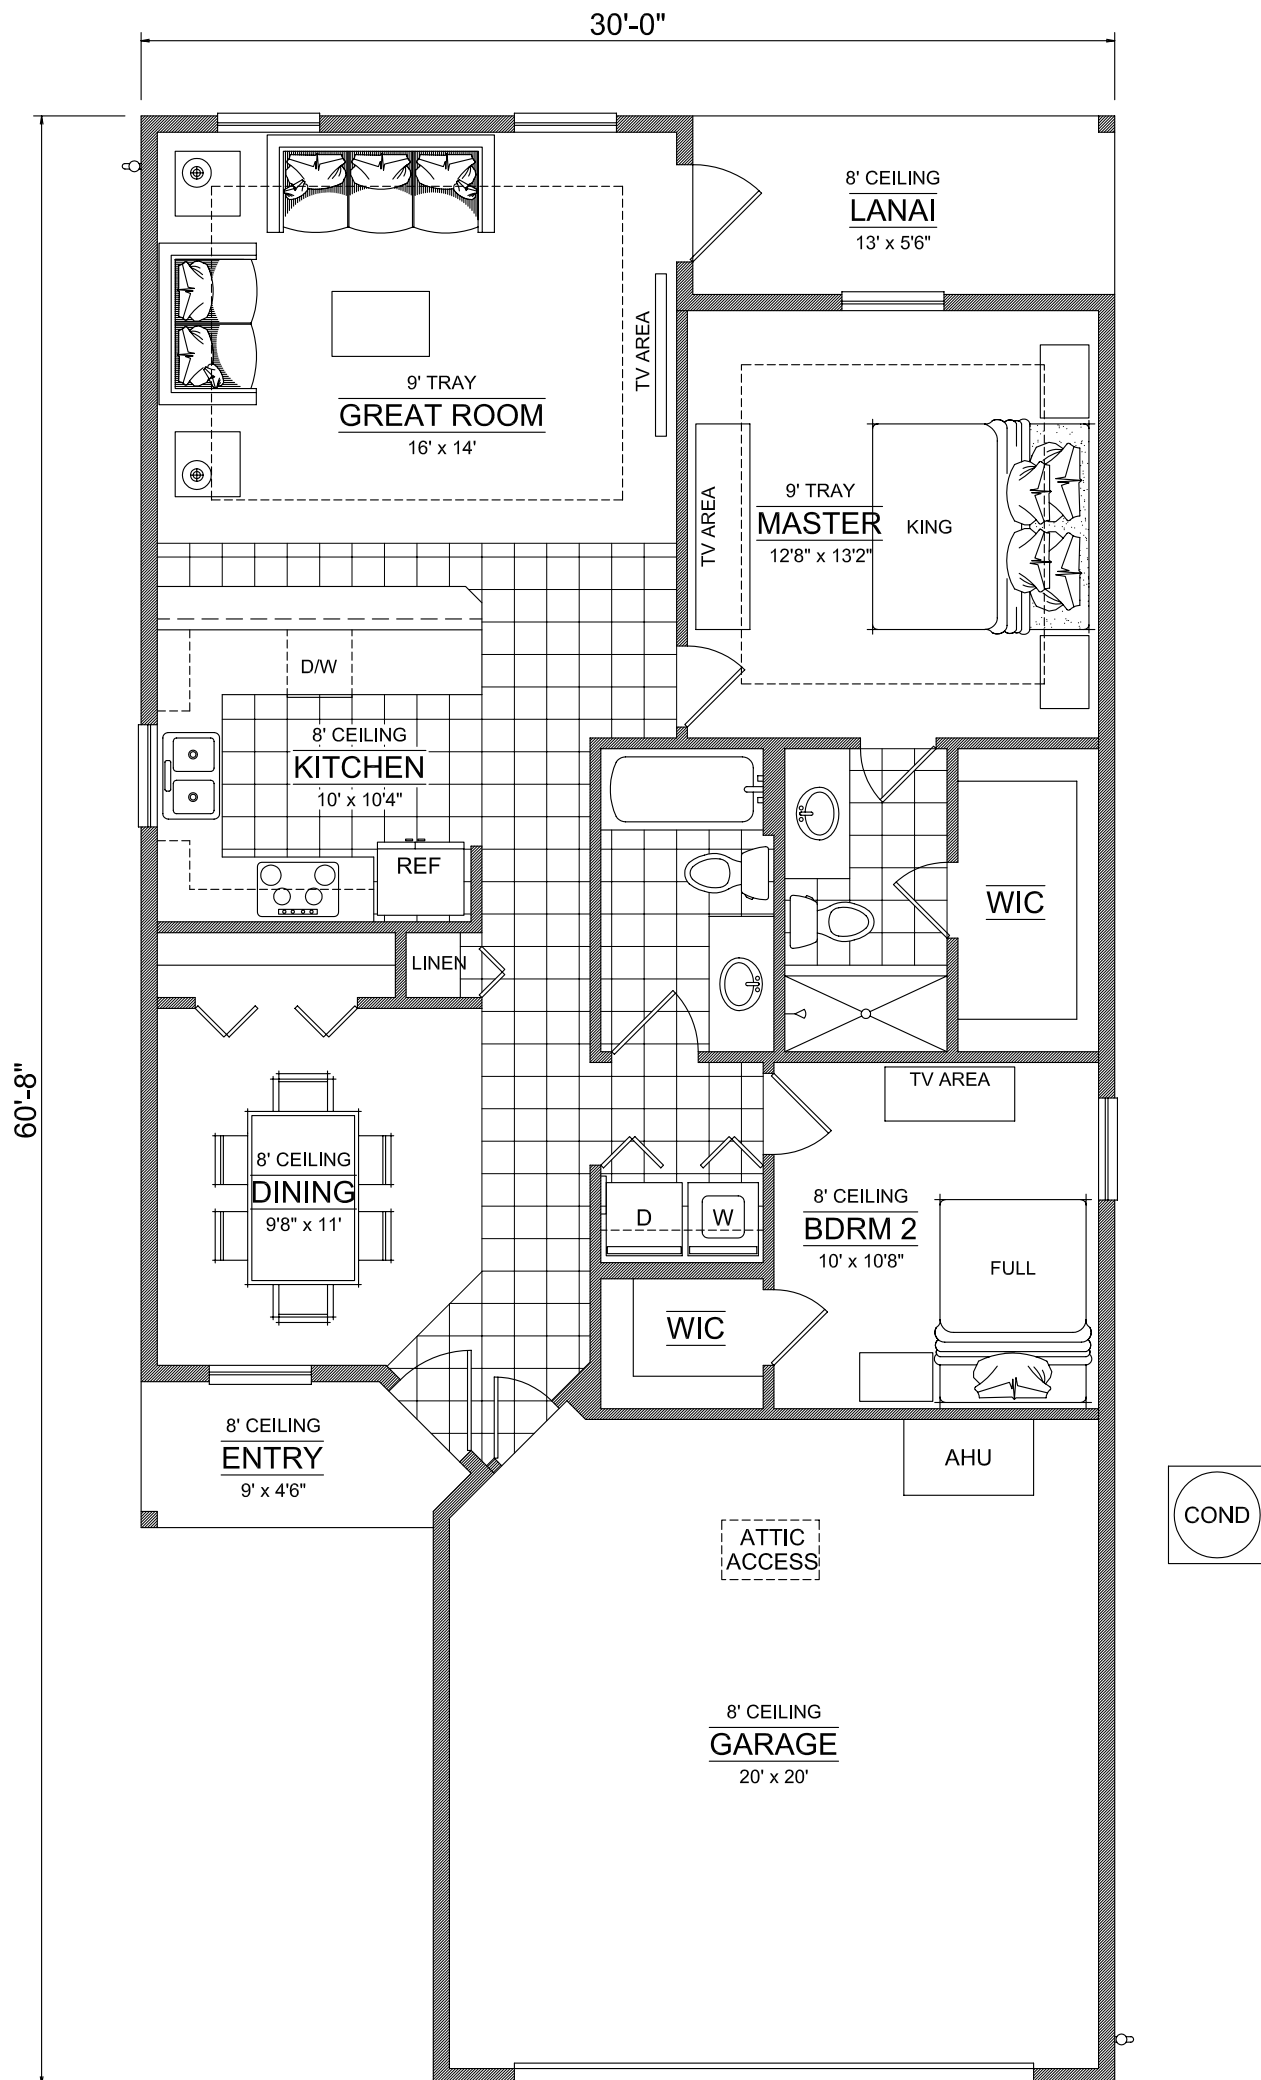 30'-0"
8' CEILING
LANAI
13' x 5'6"
TV AREA
9' TRAY
GREAT ROOM
16' x 14'
TV AREA
9' TRAY
MASTER
12'8" x 13'2"
KING
D/W
8' CEILING
KITCHEN
10' x 10'4"
REF
WIC
LINEN
60'-8"
TV AREA
8' CEILING
DINING
9'8" x 11'
D
W
8' CEILING
BDRM 2
10' x 10'8"
FULL
WIC
8' CEILING
ENTRY
9' x 4'6"
AHU
COND
ATTIC
ACCESS
8' CEILING
GARAGE
20' x 20'